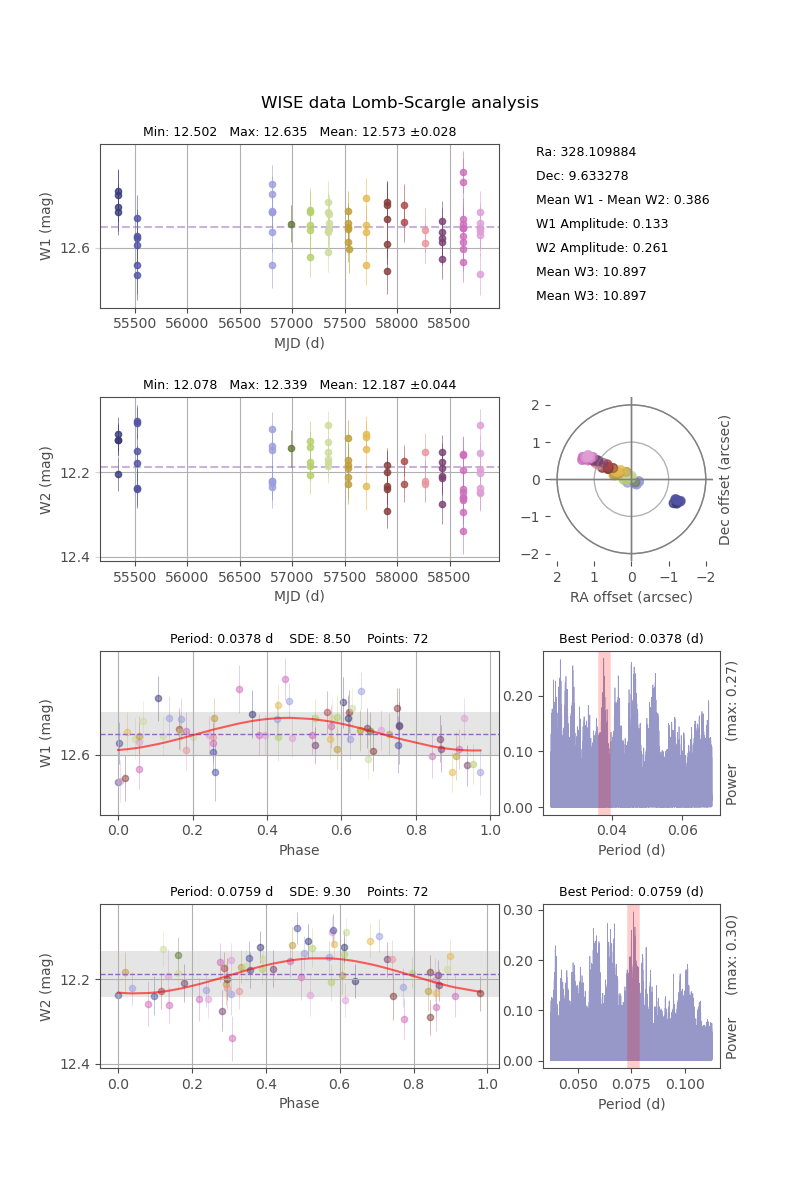 WISE data Lomb-Scargle analysis
Min: 12.502 Max: 12.635 Mean: 12.573 ±0.028
W1 (mag)
12.6
55500 56000 56500 57000 57500 58000 58500
MJD (d)
Ra: 328.109884
Dec: 9.633278
Mean W1 - Mean W2: 0.386
W1 Amplitude: 0.133
W2 Amplitude: 0.261
Mean W3: 10.897
Mean W3: 10.897
Min: 12.078 Max: 12.339 Mean: 12.187 ±0.044
W2 (mag)
12.2
12.4
55500 56000 56500 57000 57500 58000 58500
MJD (d)
2
1
0
−1
−2
2 1 0 −1 −2
RA offset (arcsec)
Dec offset (arcsec)
Period: 0.0378 d SDE: 8.50 Points: 72
W1 (mag)
12.6
0.0 0.2 0.4 0.6 0.8 1.0
Phase
Best Period: 0.0378 (d)
0.20
0.10
0.00
0.04 0.06
Period (d)
Power (max: 0.27)
Period: 0.0759 d SDE: 9.30 Points: 72
W2 (mag)
12.2
12.4
0.0 0.2 0.4 0.6 0.8 1.0
Phase
Best Period: 0.0759 (d)
0.30
0.20
0.10
0.00
0.050 0.075 0.100
Period (d)
Power (max: 0.30)